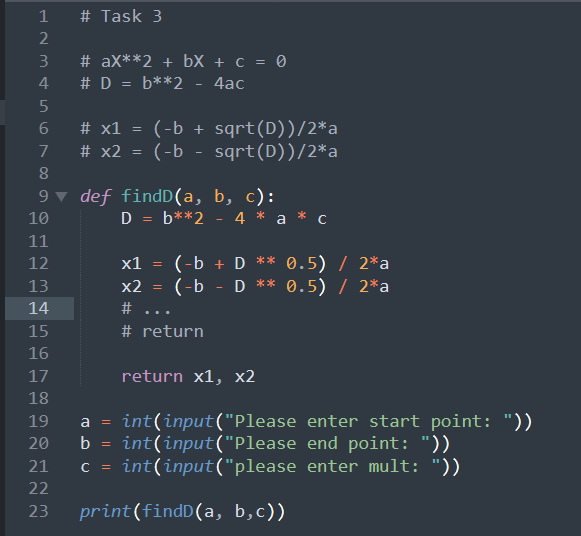 1 # Task 3
2
3 # aX**2 + bX + c = 0
4 # D = b**2 - 4ac
5
6 # x1 = (-b + sqrt(D))/2*a
7 # x2 = (-b - sqrt(D))/2*a
8
9 def findD(a, b, c):
10     D = b**2 - 4 * a * c
11
12     x1 = (-b + D ** 0.5) / 2*a
13     x2 = (-b - D ** 0.5) / 2*a
14     # ...
15     # return
16
17     return x1, x2
18
19 a = int(input("Please enter start point: "))
20 b = int(input("Please end point: "))
21 c = int(input("please enter mult: "))
22
23 print(findD(a, b,c))